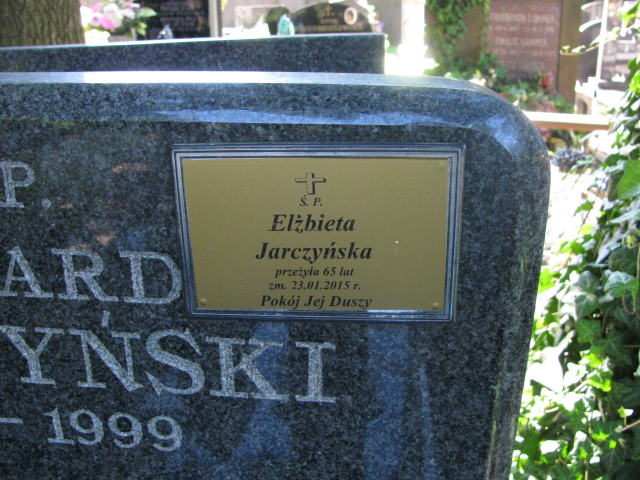 P.
ARD
YŃSKI
– 1999
Ś. P.
Elżbieta
Jarczyńska
przeżyła 65 lat
zm. 23.01.2015 r.
Pokój Jej Duszy